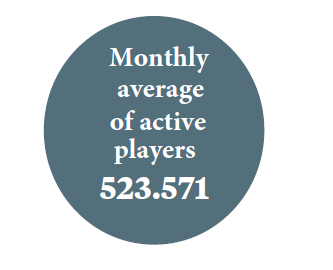 Monthly
average
of active
players
523.571